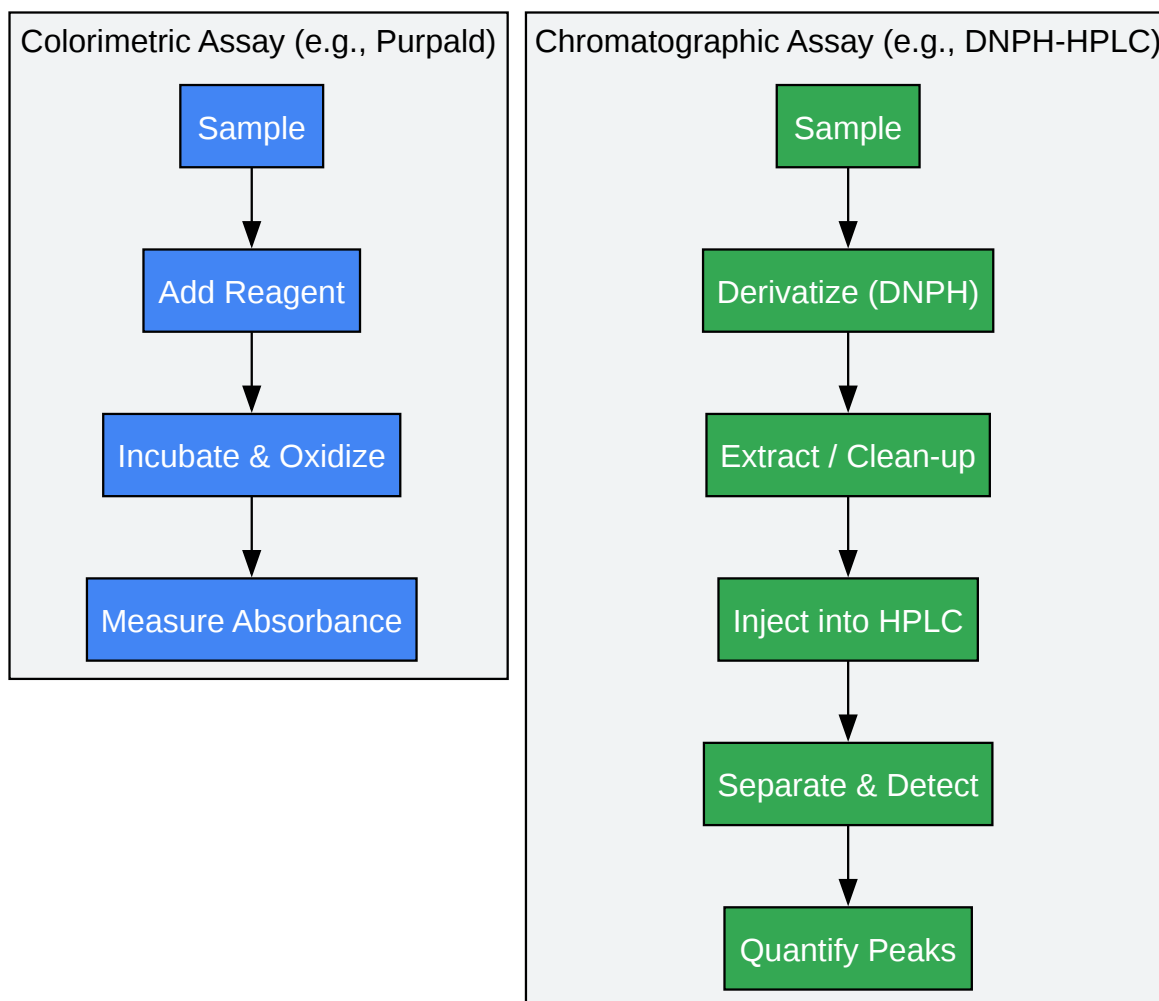 Colorimetric Assay (e.g., Purpald)
Sample
Add Reagent
Incubate & Oxidize
Measure Absorbance
Chromatographic Assay (e.g., DNPH-HPLC)
Sample
Derivatize (DNPH)
Extract / Clean-up
Inject into HPLC
Separate & Detect
Quantify Peaks